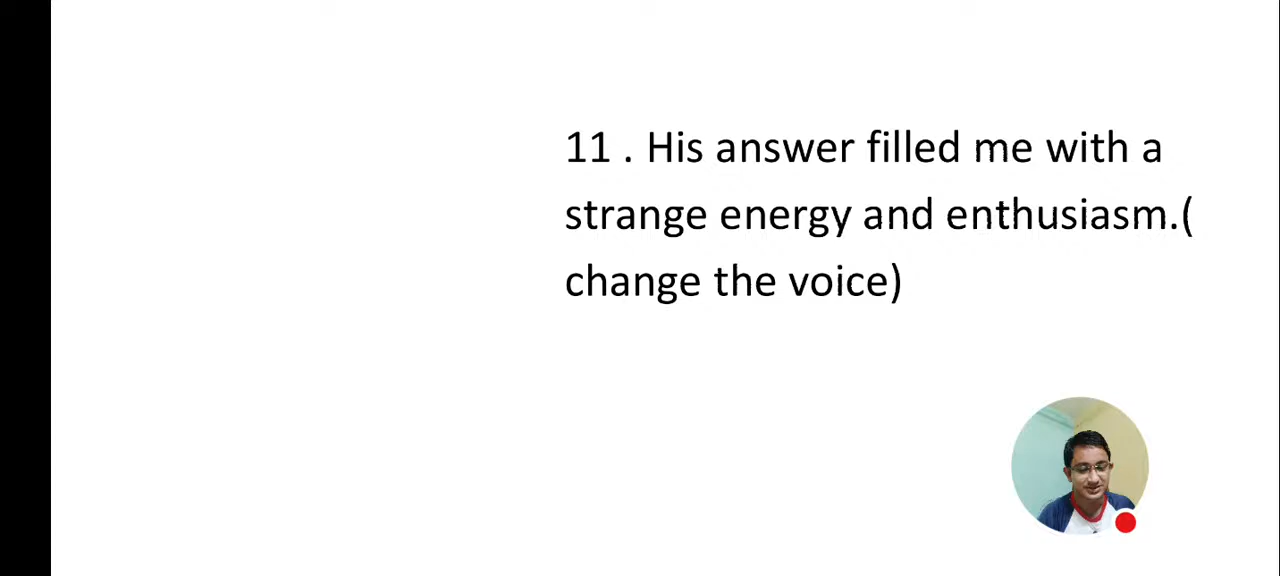 11 . His answer filled me with a
strange energy and enthusiasm.(
change the voice)